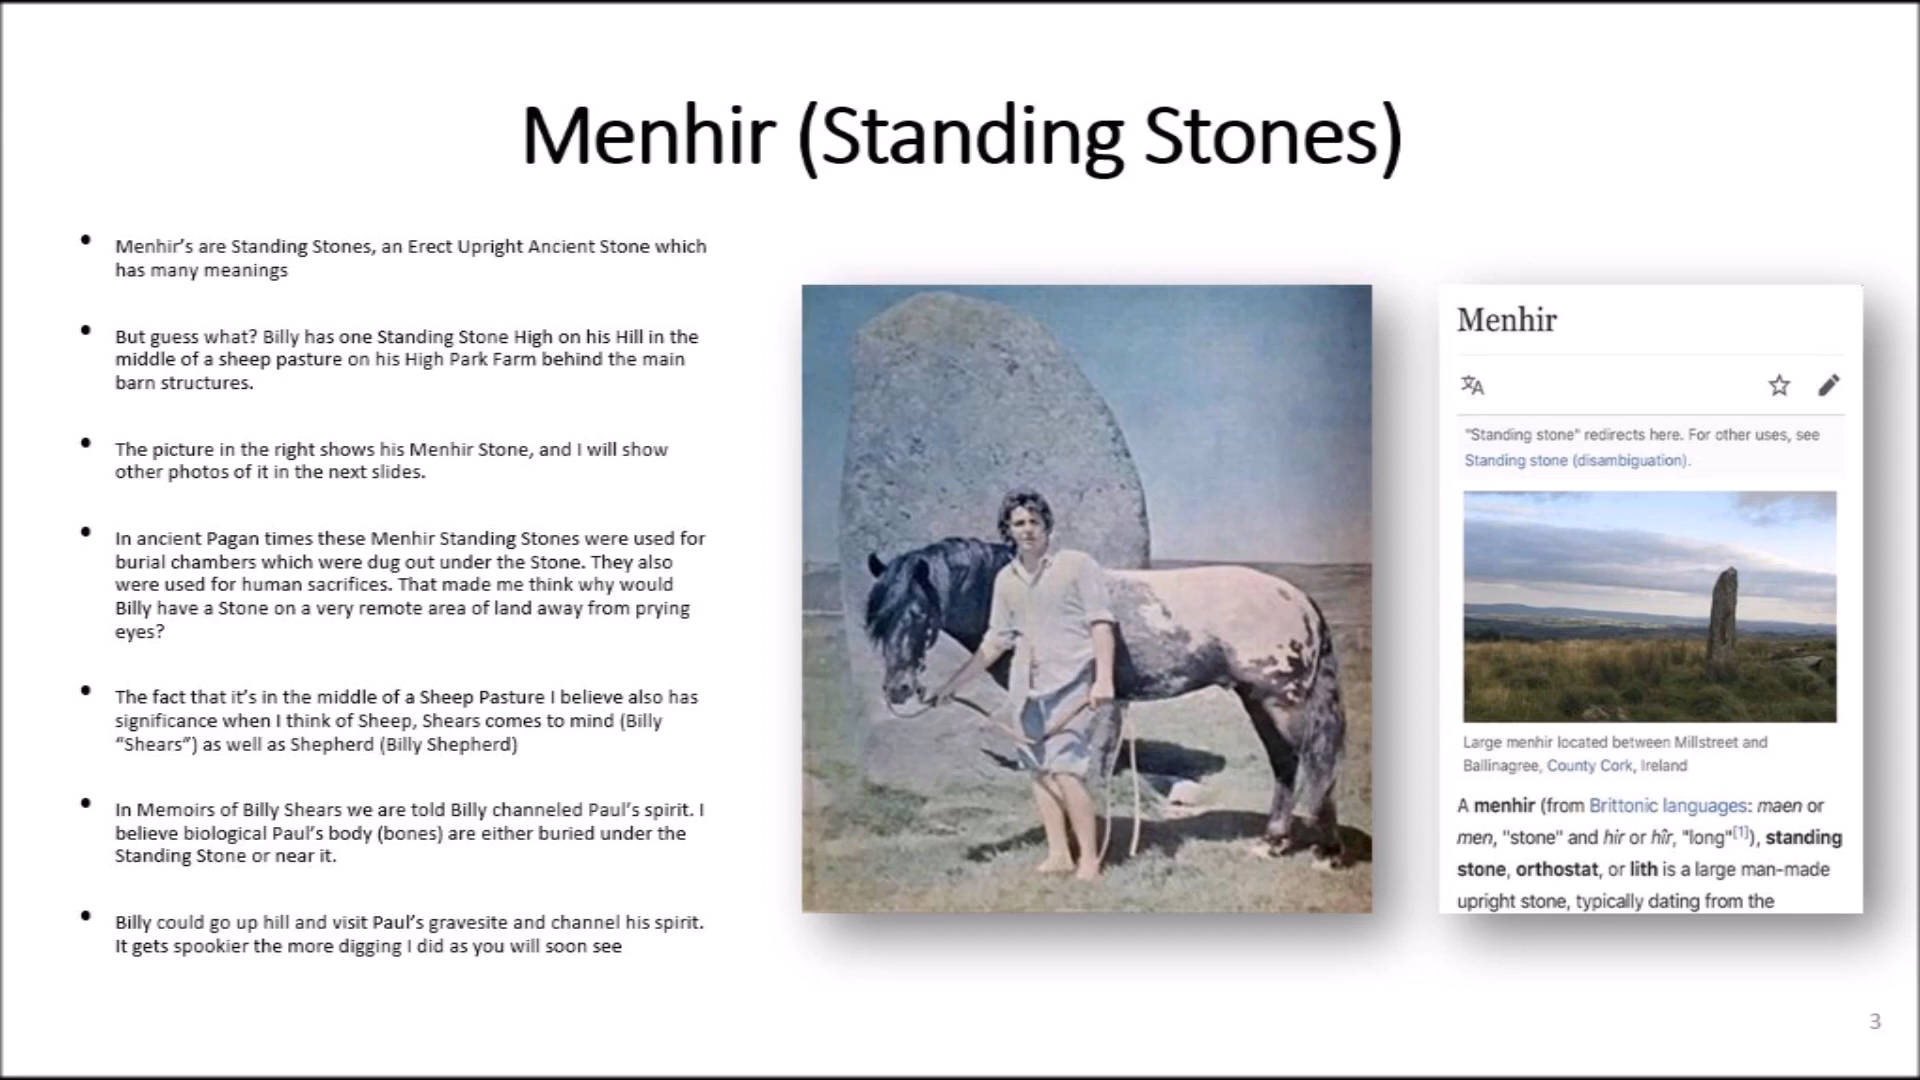 Menhir (Standing Stones)
Menhir's are Standing Stones, an Erect Upright Ancient Stone which
has many meanings
But guess what? Billy has one Standing Stone High on his Hill in the
middle of a sheep pasture on his High Park Farm behind the main
barn structures.
The picture in the right shows his Menhir Stone, and I will show
other photos of it in the next slides.
In ancient Pagan times these Menhir Standing Stones were used for
burial chambers which were dug out under the Stone. They also
were used for human sacrifices. That made me think why would
Billy have a Stone on a very remote area of land away from prying
eyes?
The fact that it's in the middle of a Sheep Pasture I believe also has
significance when I think of Sheep, Shears comes to mind (Billy
“Shears”) as well as Shepherd (Billy Shepherd)
In Memoirs of Billy Shears we are told Billy channeled Paul's spirit. I
believe biological Paul's body (bones) are either buried under the
Standing Stone or near it.
Billy could go up hill and visit Paul's gravesite and channel his spirit.
It gets spookier the more digging I did as you will soon see
Menhir
"Standing stone" redirects here. For other uses, see
Standing stone (disambiguation).
Large menhir located between Millstreet and
Ballinagree, County Cork, Ireland
A menhir (from Brittonic languages: maen or
men, "stone" and hir or hîr, "long"[1]), standing
stone, orthostat, or lith is a large man-made
upright stone, typically dating from the
3